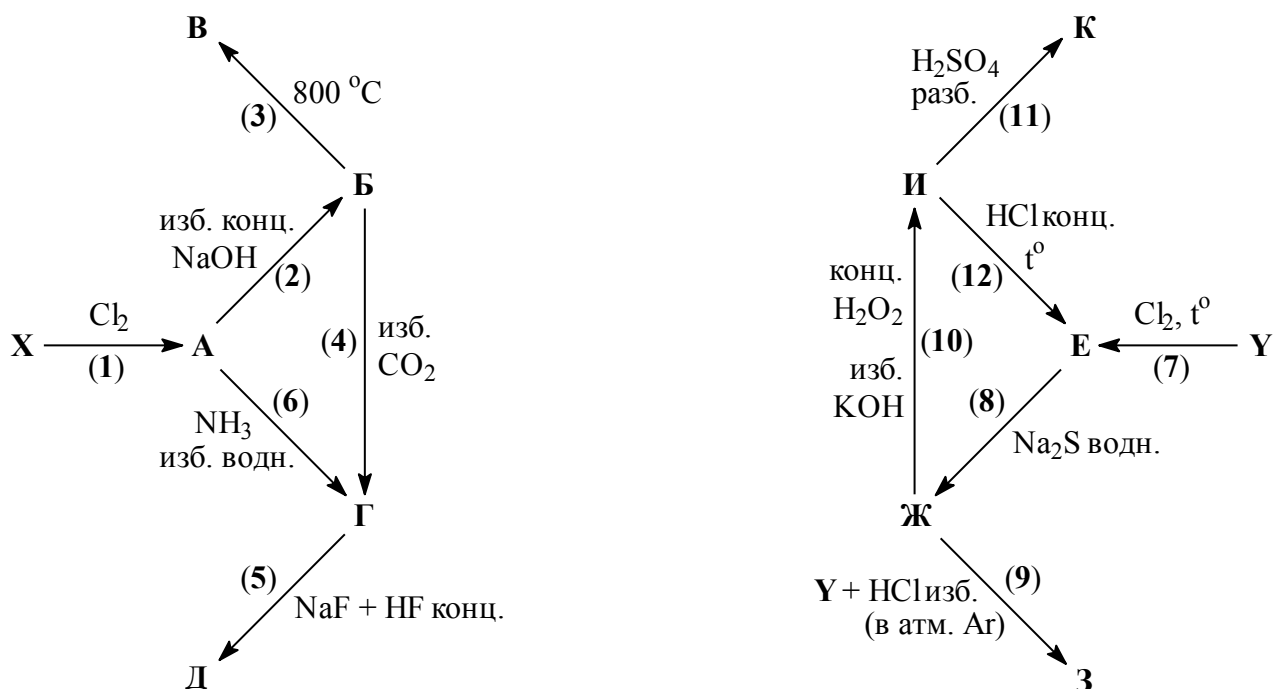 В
К
800 °C
(3)
H₂SO₄
разб.
(11)
Б
И
изб. конц.
NaOH
(2)
HCl конц.
t°
(12)
Cl₂
X
(1)
А
(4)
изб.
CO₂
конц.
H₂O₂
(10)
изб.
KOH
Е
Cl₂, t°
(7)
Y
(6)
NH₃
изб. водн.
(8)
Na₂S водн.
Г
Ж
(5)
NaF + HF конц.
(9)
Y + HCl изб.
(в атм. Ar)
Д
З